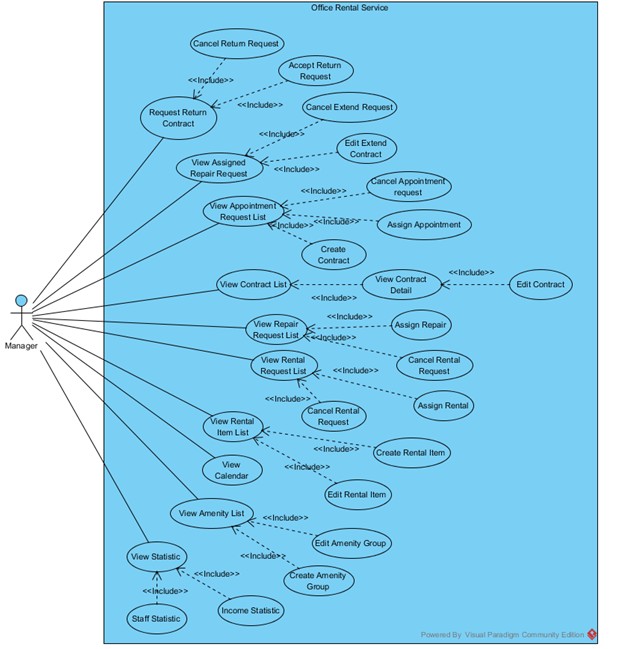 Office Rental Service
Cancel Return Request
<<Include>>
Accept Return
Request
<<Include>>
Request Return
Contract
Cancel Extend Request
<<Include>>
Edit Extend
Contract
View Assigned
Repair Request
<<Include>>
Cancel Appointment
request
<<Include>>
View Appointment
Request List
<<Include>>
<<Include>>
Assign Appointment
Create
Contract
View Contract List
<<Include>>
View Contract
Detail
<<Include>>
Edit Contract
Manager
View Repair
Request List
<<Include>>
Assign Repair
<<Include>>
Cancel Rental
Request
View Rental
Request List
<<Include>>
Assign Rental
<<Include>>
Cancel Rental
Request
View Rental
Item List
<<Include>>
Create Rental Item
View
Calendar
<<Include>>
Edit Rental Item
View Amenity List
<<Include>>
Edit Amenity Group
<<Include>>
Create Amenity
Group
View Statistic
<<Include>>
<<Include>>
Staff Statistic
Income Statistic
Powered By Visual Paradigm Community Edition